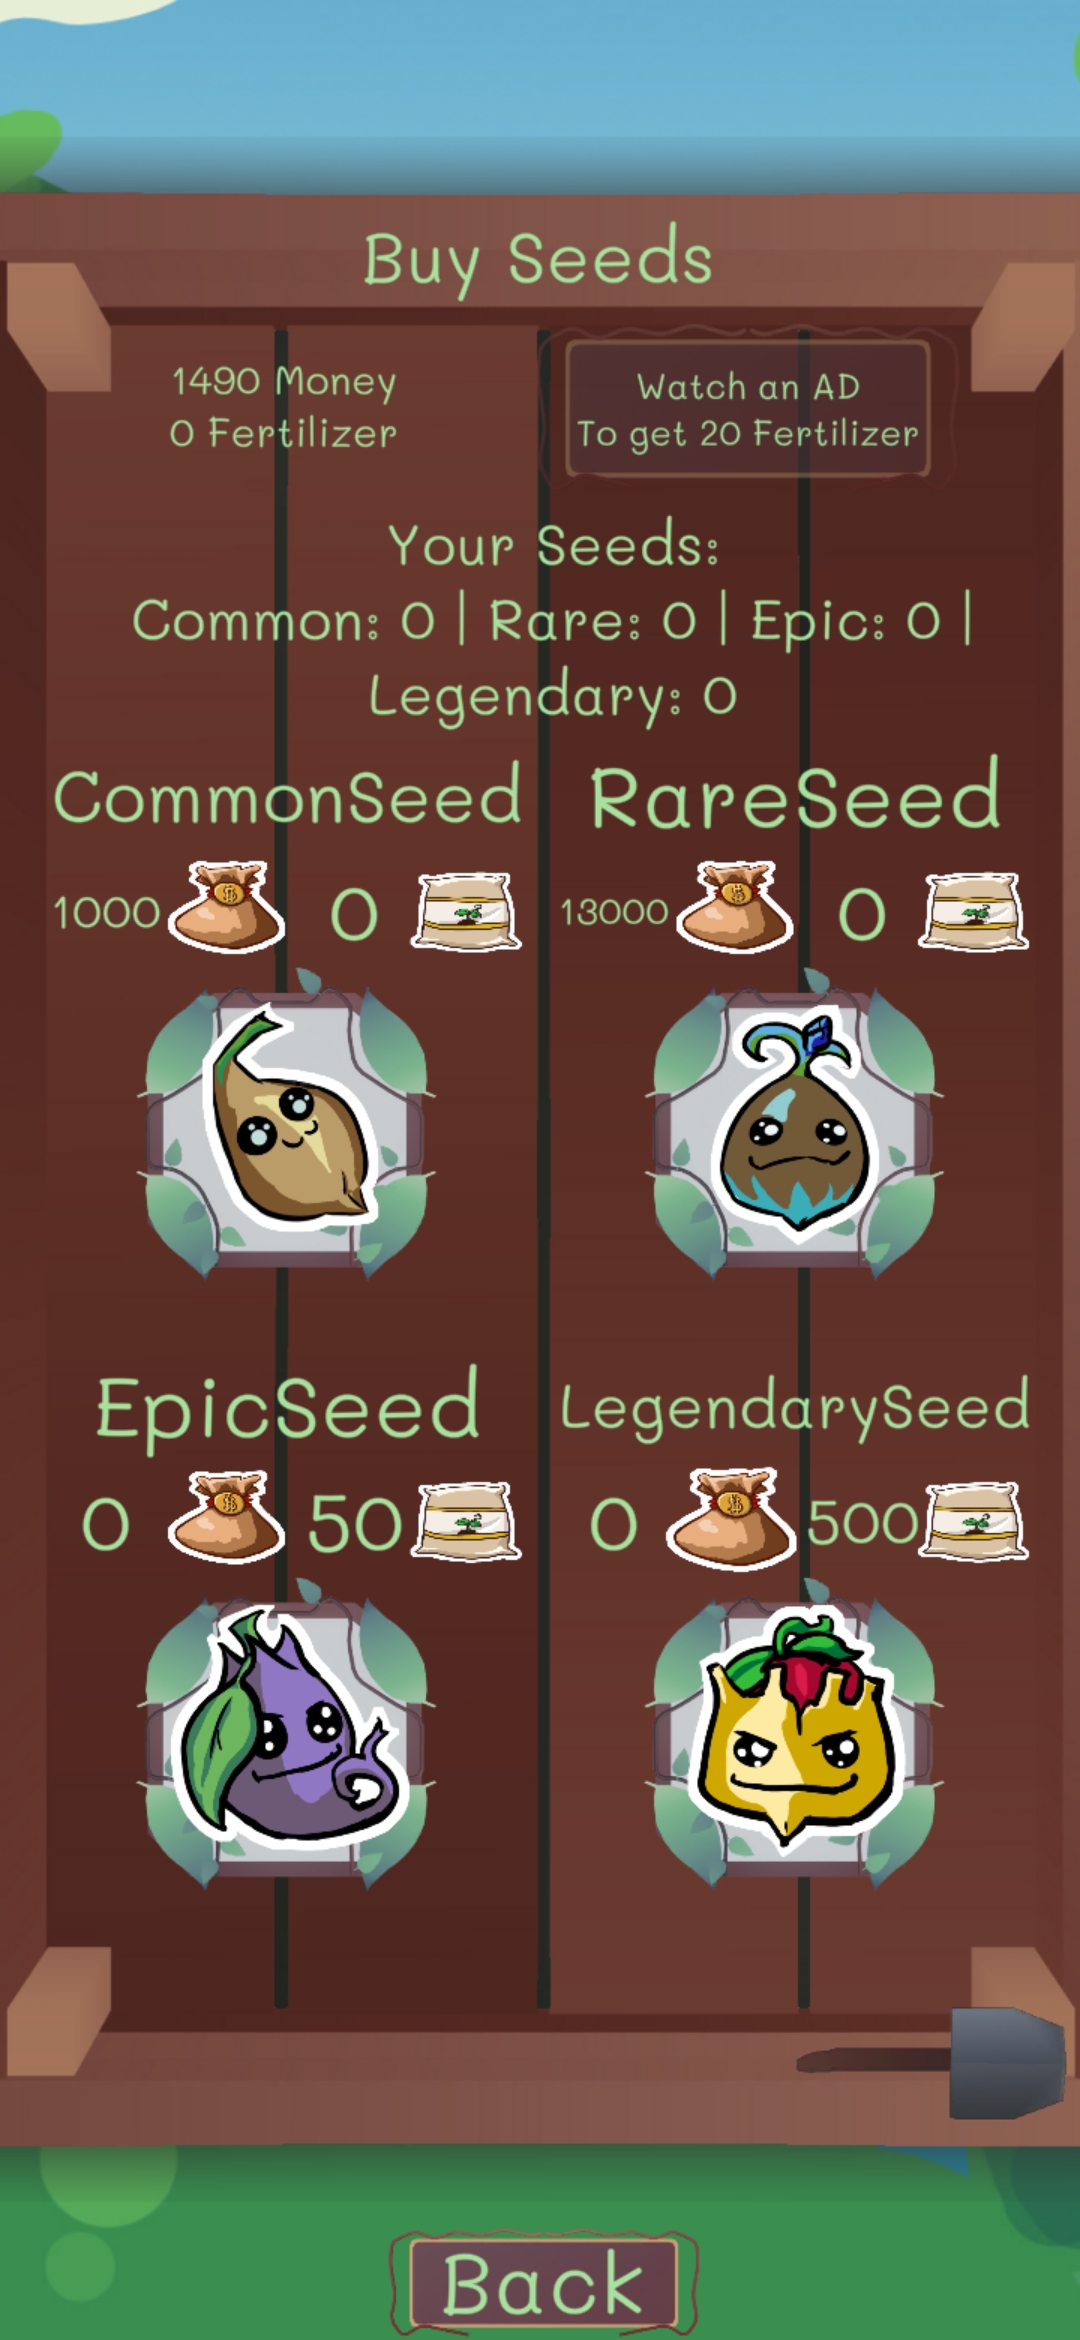 Buy Seeds
1490 Money
0 Fertilizer
Watch an AD
To get 20 Fertilizer
Your Seeds:
Common: 0 | Rare: 0 | Epic: 0 |
Legendary: 0
CommonSeed
1000 0
RareSeed
13000 0
EpicSeed
0 50
LegendarySeed
0 500
Back